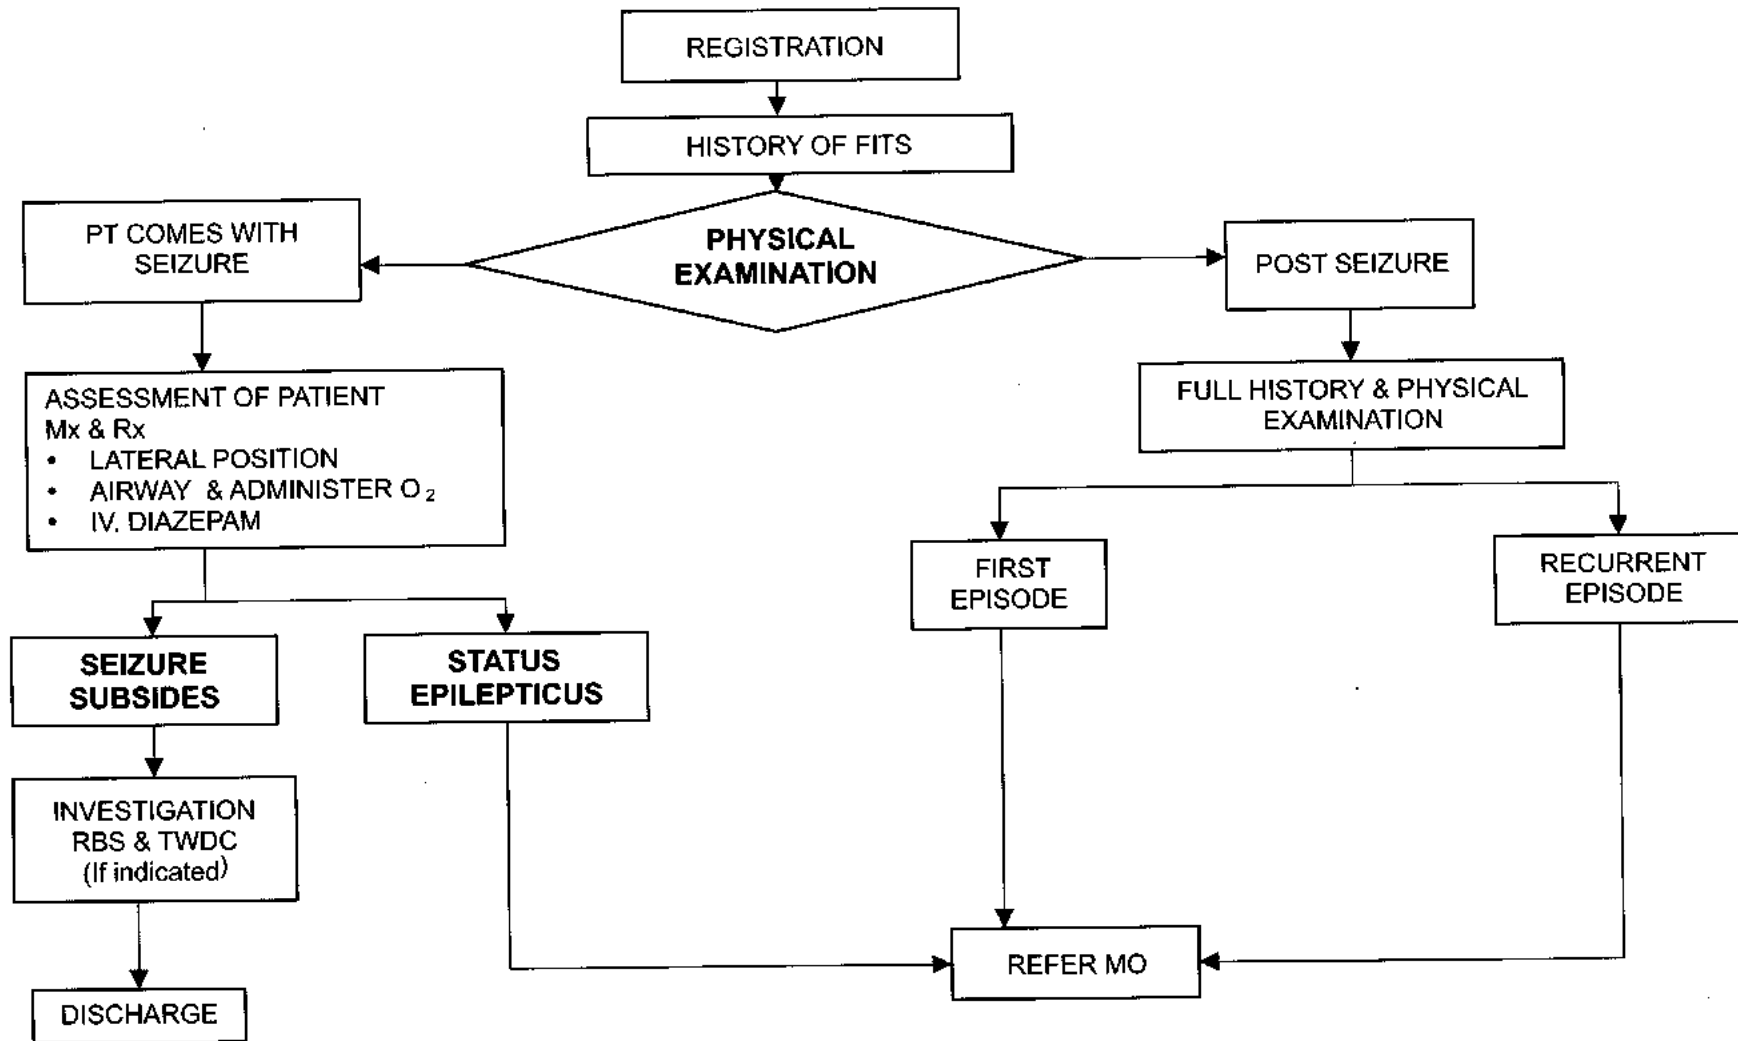 REGISTRATION
HISTORY OF FITS
PHYSICAL
EXAMINATION
PT COMES WITH
SEIZURE
POST SEIZURE
ASSESSMENT OF PATIENT
Mx & Rx
• LATERAL POSITION
• AIRWAY & ADMINISTER O₂
• IV. DIAZEPAM
FULL HISTORY & PHYSICAL
EXAMINATION
FIRST
EPISODE
RECURRENT
EPISODE
SEIZURE
SUBSIDES
STATUS
EPILEPTICUS
INVESTIGATION
RBS & TWDC
(If indicated)
REFER MO
DISCHARGE